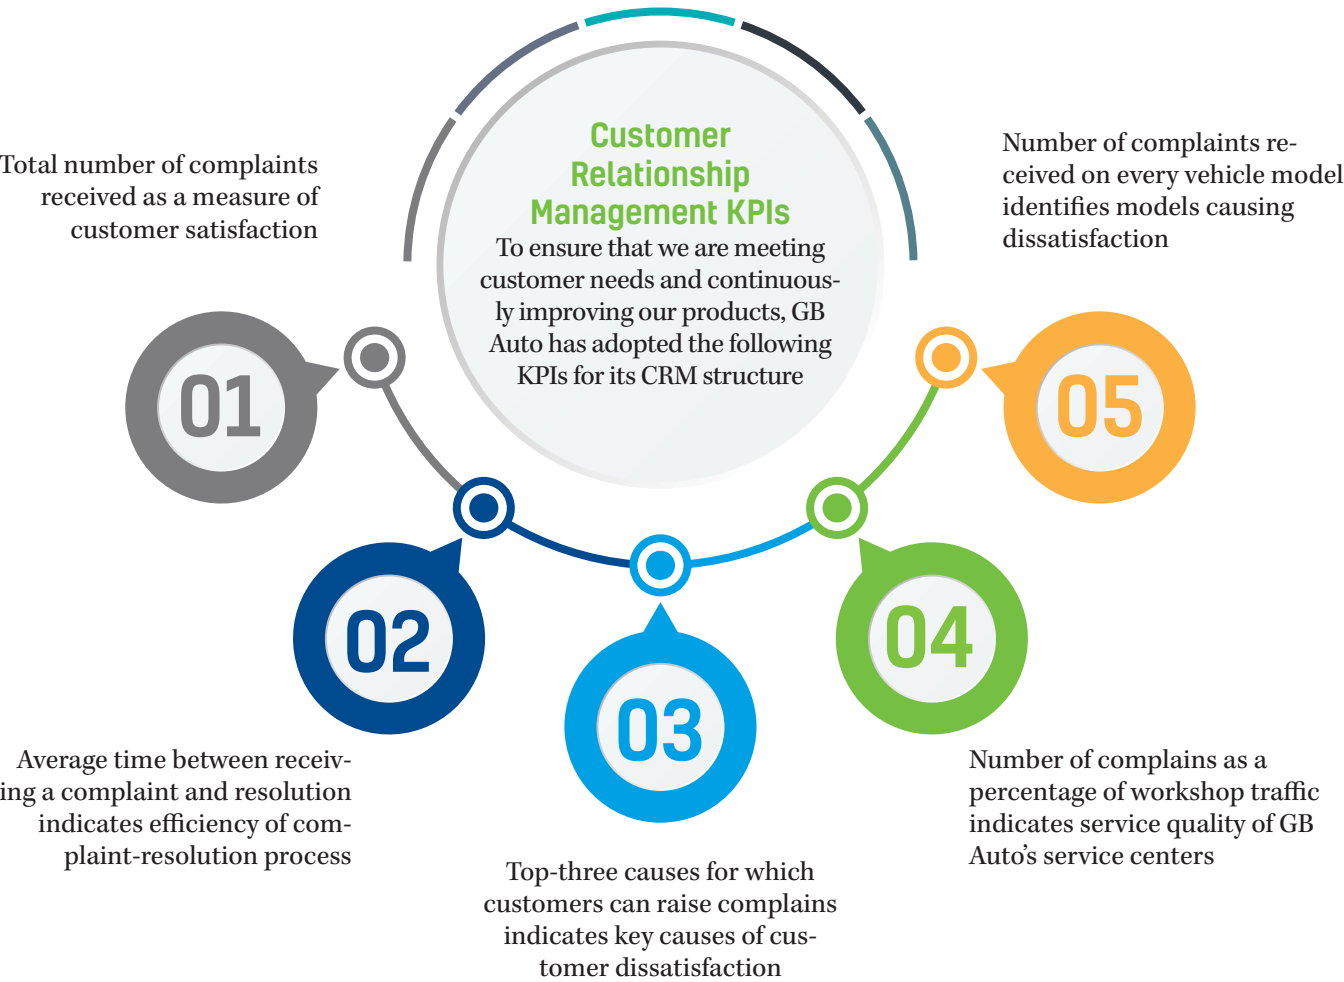 Customer
Relationship
Management KPIs
To ensure that we are meeting
customer needs and continuous-
ly improving our products, GB
Auto has adopted the following
KPIs for its CRM structure
Total number of complaints
received as a measure of
customer satisfaction
01
Average time between receiv-
ing a complaint and resolution
indicates efficiency of com-
plaint-resolution process
02
Top-three causes for which
customers can raise complains
indicates key causes of cus-
tomer dissatisfaction
03
Number of complains as a
percentage of workshop traffic
indicates service quality of GB
Auto’s service centers
04
Number of complaints re-
ceived on every vehicle model
identifies models causing
dissatisfaction
05